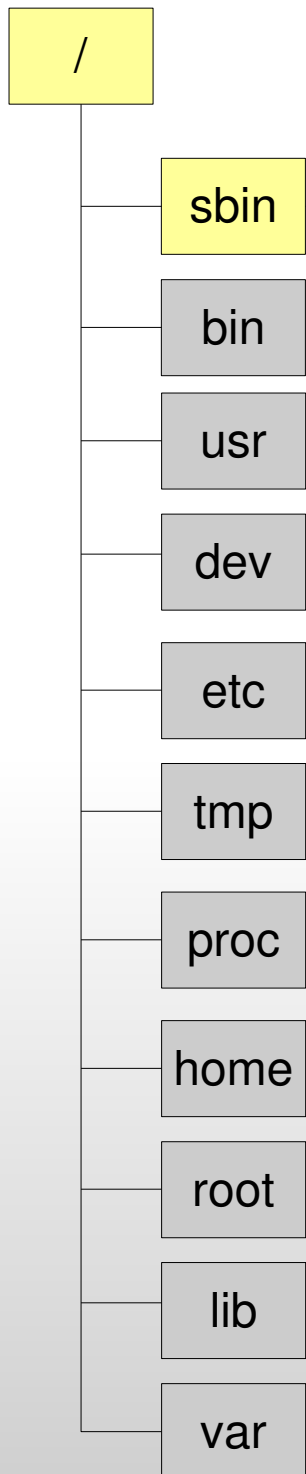 /
sbin
bin
usr
dev
etc
tmp
proc
home
root
lib
var